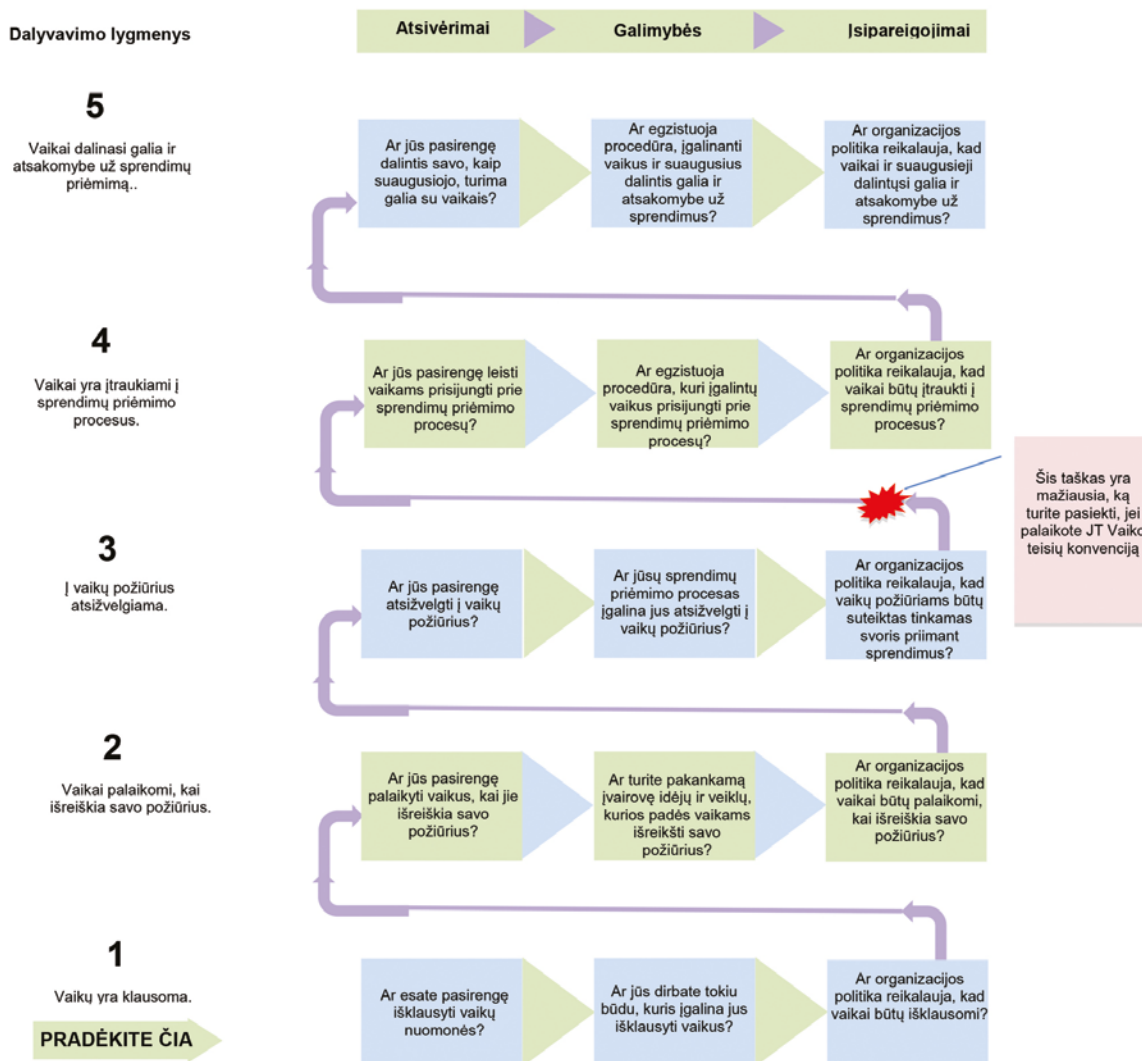 Dalyvavimo lygmenys
Atsivėrimai
Galimybės
Įsipareigojimai
5
Vaikai dalinasi galia ir
atsakomybe už sprendimų
priėmimą..
Ar jūs pasirengę
dalintis savo, kaip
suaugusiojo, turima
galia su vaikais?
Ar egzistuoja
procedūra, įgalinanti
vaikus ir suaugusius
dalintis galia ir
atsakomybe už
sprendimus?
Ar organizacijos
politika reikalauja, kad
vaikai ir suaugusieji
dalintųsi galia ir
atsakomybe už
sprendimus?
4
Vaikai yra įtraukiami į
sprendimų priėmimo
procesus.
Ar jūs pasirengę leisti
vaikams prisijungti prie
sprendimų priėmimo
procesų?
Ar egzistuoja
procedūra, kuri įgalintų
vaikus prisijungti prie
sprendimų priėmimo
procesų?
Ar organizacijos
politika reikalauja, kad
vaikai būtų įtraukti į
sprendimų priėmimo
procesus?
Šis taškas yra
mažiausia, ką
turite pasiekti, jei
palaikote JT Vaiko
teisių konvenciją
3
Į vaikų požiūrius
atsižvelgiama.
Ar jūs pasirengę
atsižvelgti į vaikų
požiūrius?
Ar jūsų sprendimų
priėmimo procesas
įgalina jus atsižvelgti į
vaikų požiūrius?
Ar organizacijos
politika reikalauja, kad
vaikų požiūriams būtų
suteiktas tinkamas
svoris priimant
sprendimus?
2
Vaikai palaikomi, kai
išreiškia savo požiūrius.
Ar jūs pasirengę
palaikyti vaikus, kai jie
išreiškia savo
požiūrius?
Ar turite pakankamą
įvairovę idėjų ir veiklų,
kurios padės vaikams
išreikšti savo
požiūrius?
Ar organizacijos
politika reikalauja, kad
vaikai būtų palaikomi,
kai išreiškia savo
požiūrius?
1
Vaikų yra klausoma.
PRADĖKITE ČIA
Ar esate pasirengę
išklausyti vaikų
nuomonės?
Ar jūs dirbate tokiu
būdu, kuris įgalina jus
išklausyti vaikus?
Ar organizacijos
politika reikalauja, kad
vaikai būtų išklausomi?